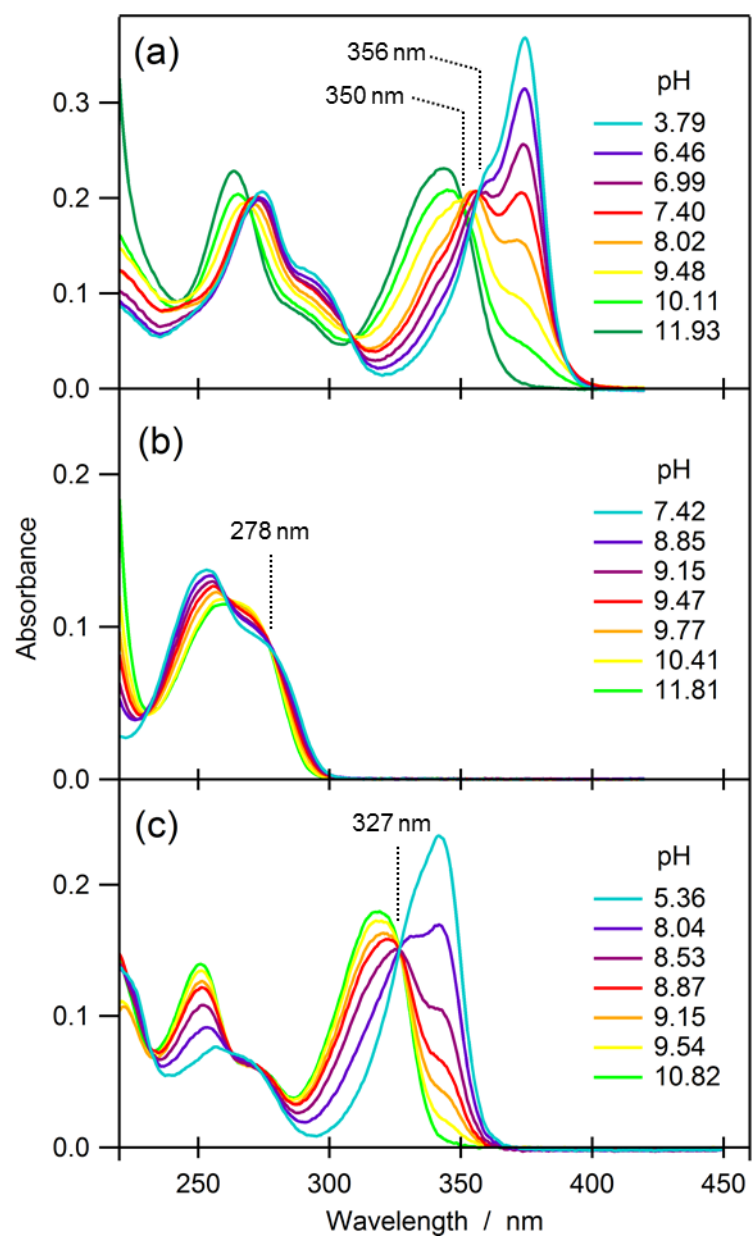 (a)
356 nm
350 nm
pH
3.79
6.46
6.99
7.40
8.02
9.48
10.11
11.93
0.3
0.2
0.1
0.0
(b)
278 nm
pH
7.42
8.85
9.15
9.47
9.77
10.41
11.81
0.2
0.1
0.0
Absorbance
(c)
327 nm
pH
5.36
8.04
8.53
8.87
9.15
9.54
10.82
0.2
0.1
0.0
250 300 350 400 450
Wavelength / nm